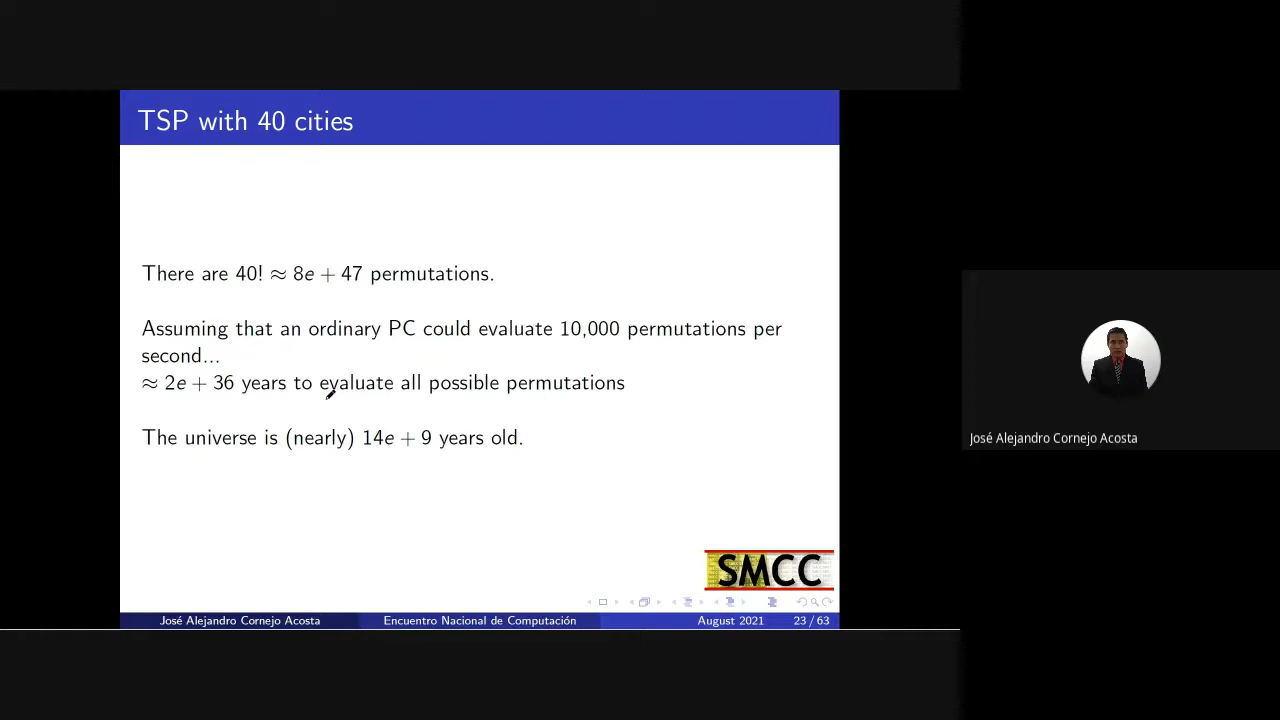 TSP with 40 cities
There are 40! ≈ 8e + 47 permutations.
Assuming that an ordinary PC could evaluate 10,000 permutations per
second...
≈ 2e + 36 years to evaluate all possible permutations
The universe is (nearly) 14e + 9 years old.
SMCC
José Alejandro Cornejo Acosta
Encuentro Nacional de Computación
August 2021
23 / 63
José Alejandro Cornejo Acosta